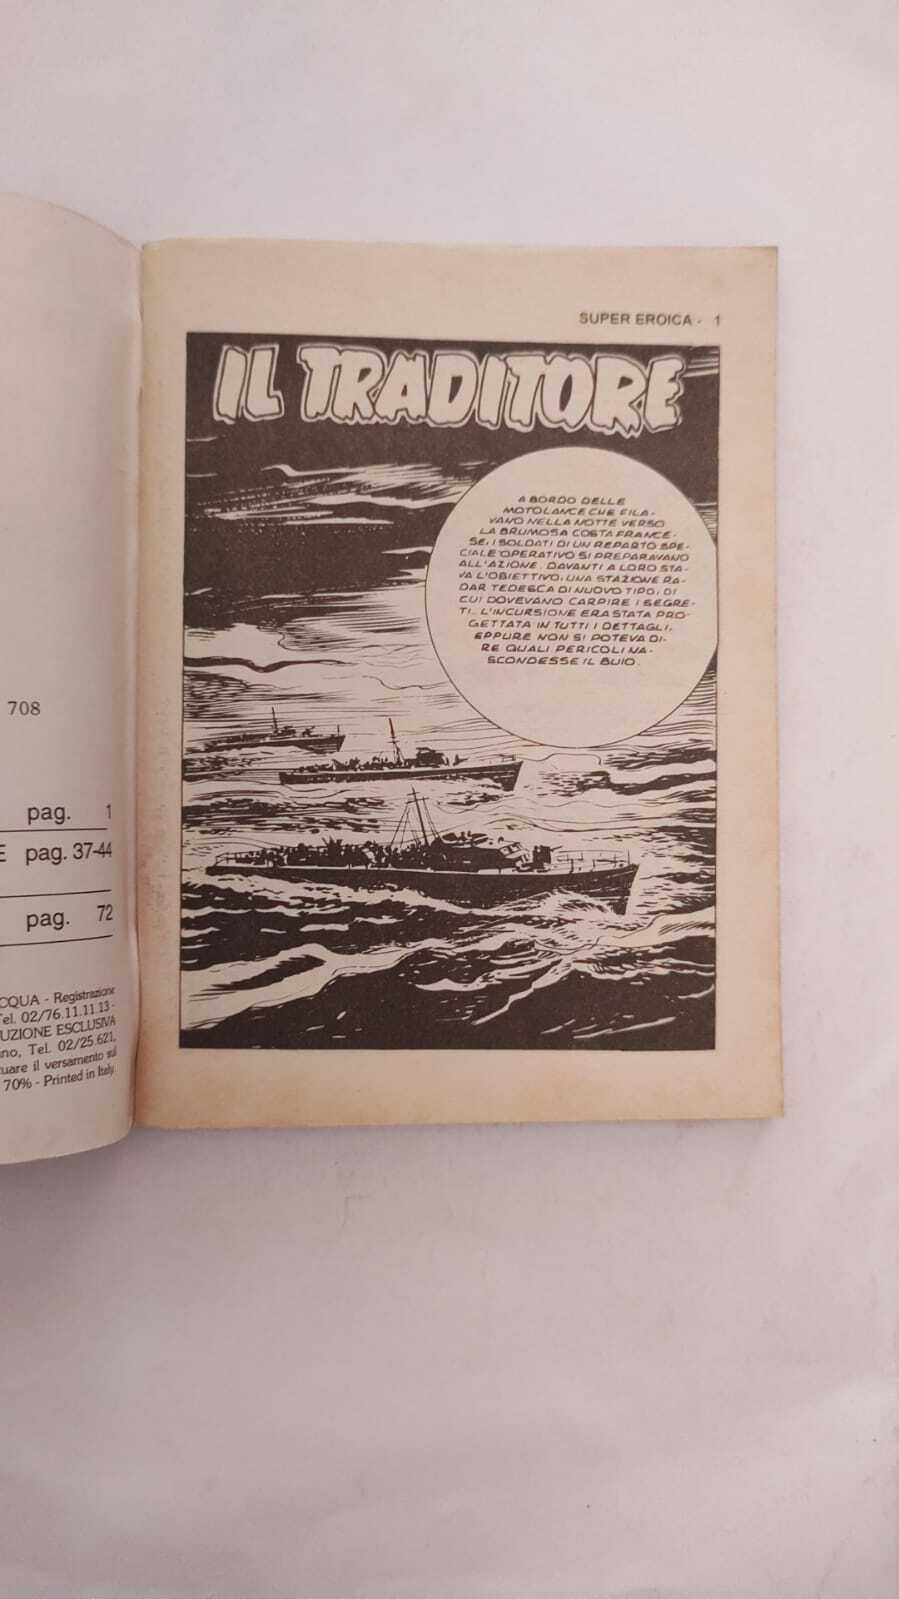 708
pag. 1
E pag. 37-44
pag. 72
CQUA - Registrazione
Tel. 02/76.11.11.13 -
UZIONE ESCLUSIVA
no, Tel. 02/25.621,
tuare il versamento sul
70% - Printed in Italy.
SUPER EROICA - 1
IL TRADITORE
A BORDO DELLE
MOTOLANCE CHE FILA-
VANO NELLA NOTTE VERSO
LA BRUMOSA COSTA FRANCE-
SE, I SOLDATI DI UN REPARTO SPE-
CIALE OPERATIVO SI PREPARAVANO
ALL'AZIONE. DAVANTI A LORO STA-
VA L'OBIETTIVO: UNA STAZIONE RA-
DAR TEDESCA DI NUOVO TIPO, DI
CUI DOVEVANO CARPIRE I SEGRE-
TI. L'INCURSIONE ERA STATA PRO-
GETTATA IN TUTTI I DETTAGLI,
EPPURE NON SI POTEVA DI-
RE QUALI PERICOLI NA-
SCONDESSE IL BUIO.